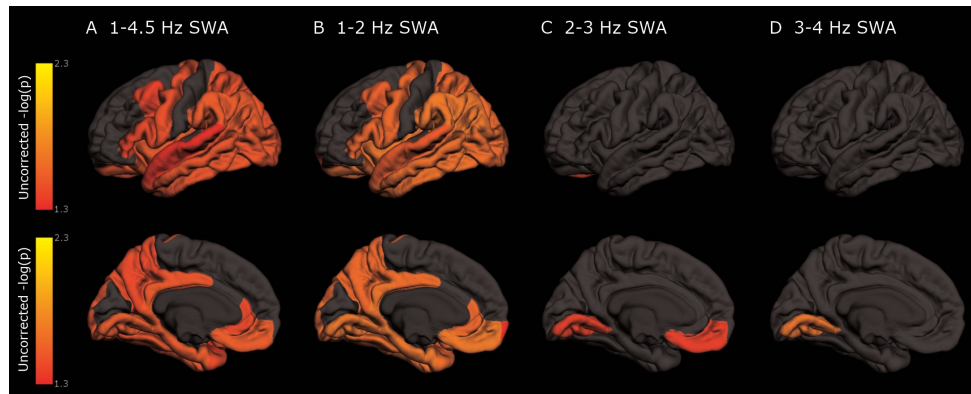 A 1-4.5 Hz SWA
B 1-2 Hz SWA
C 2-3 Hz SWA
D 3-4 Hz SWA
2.3
Uncorrected -log(p)
1.3
2.3
Uncorrected -log(p)
1.3